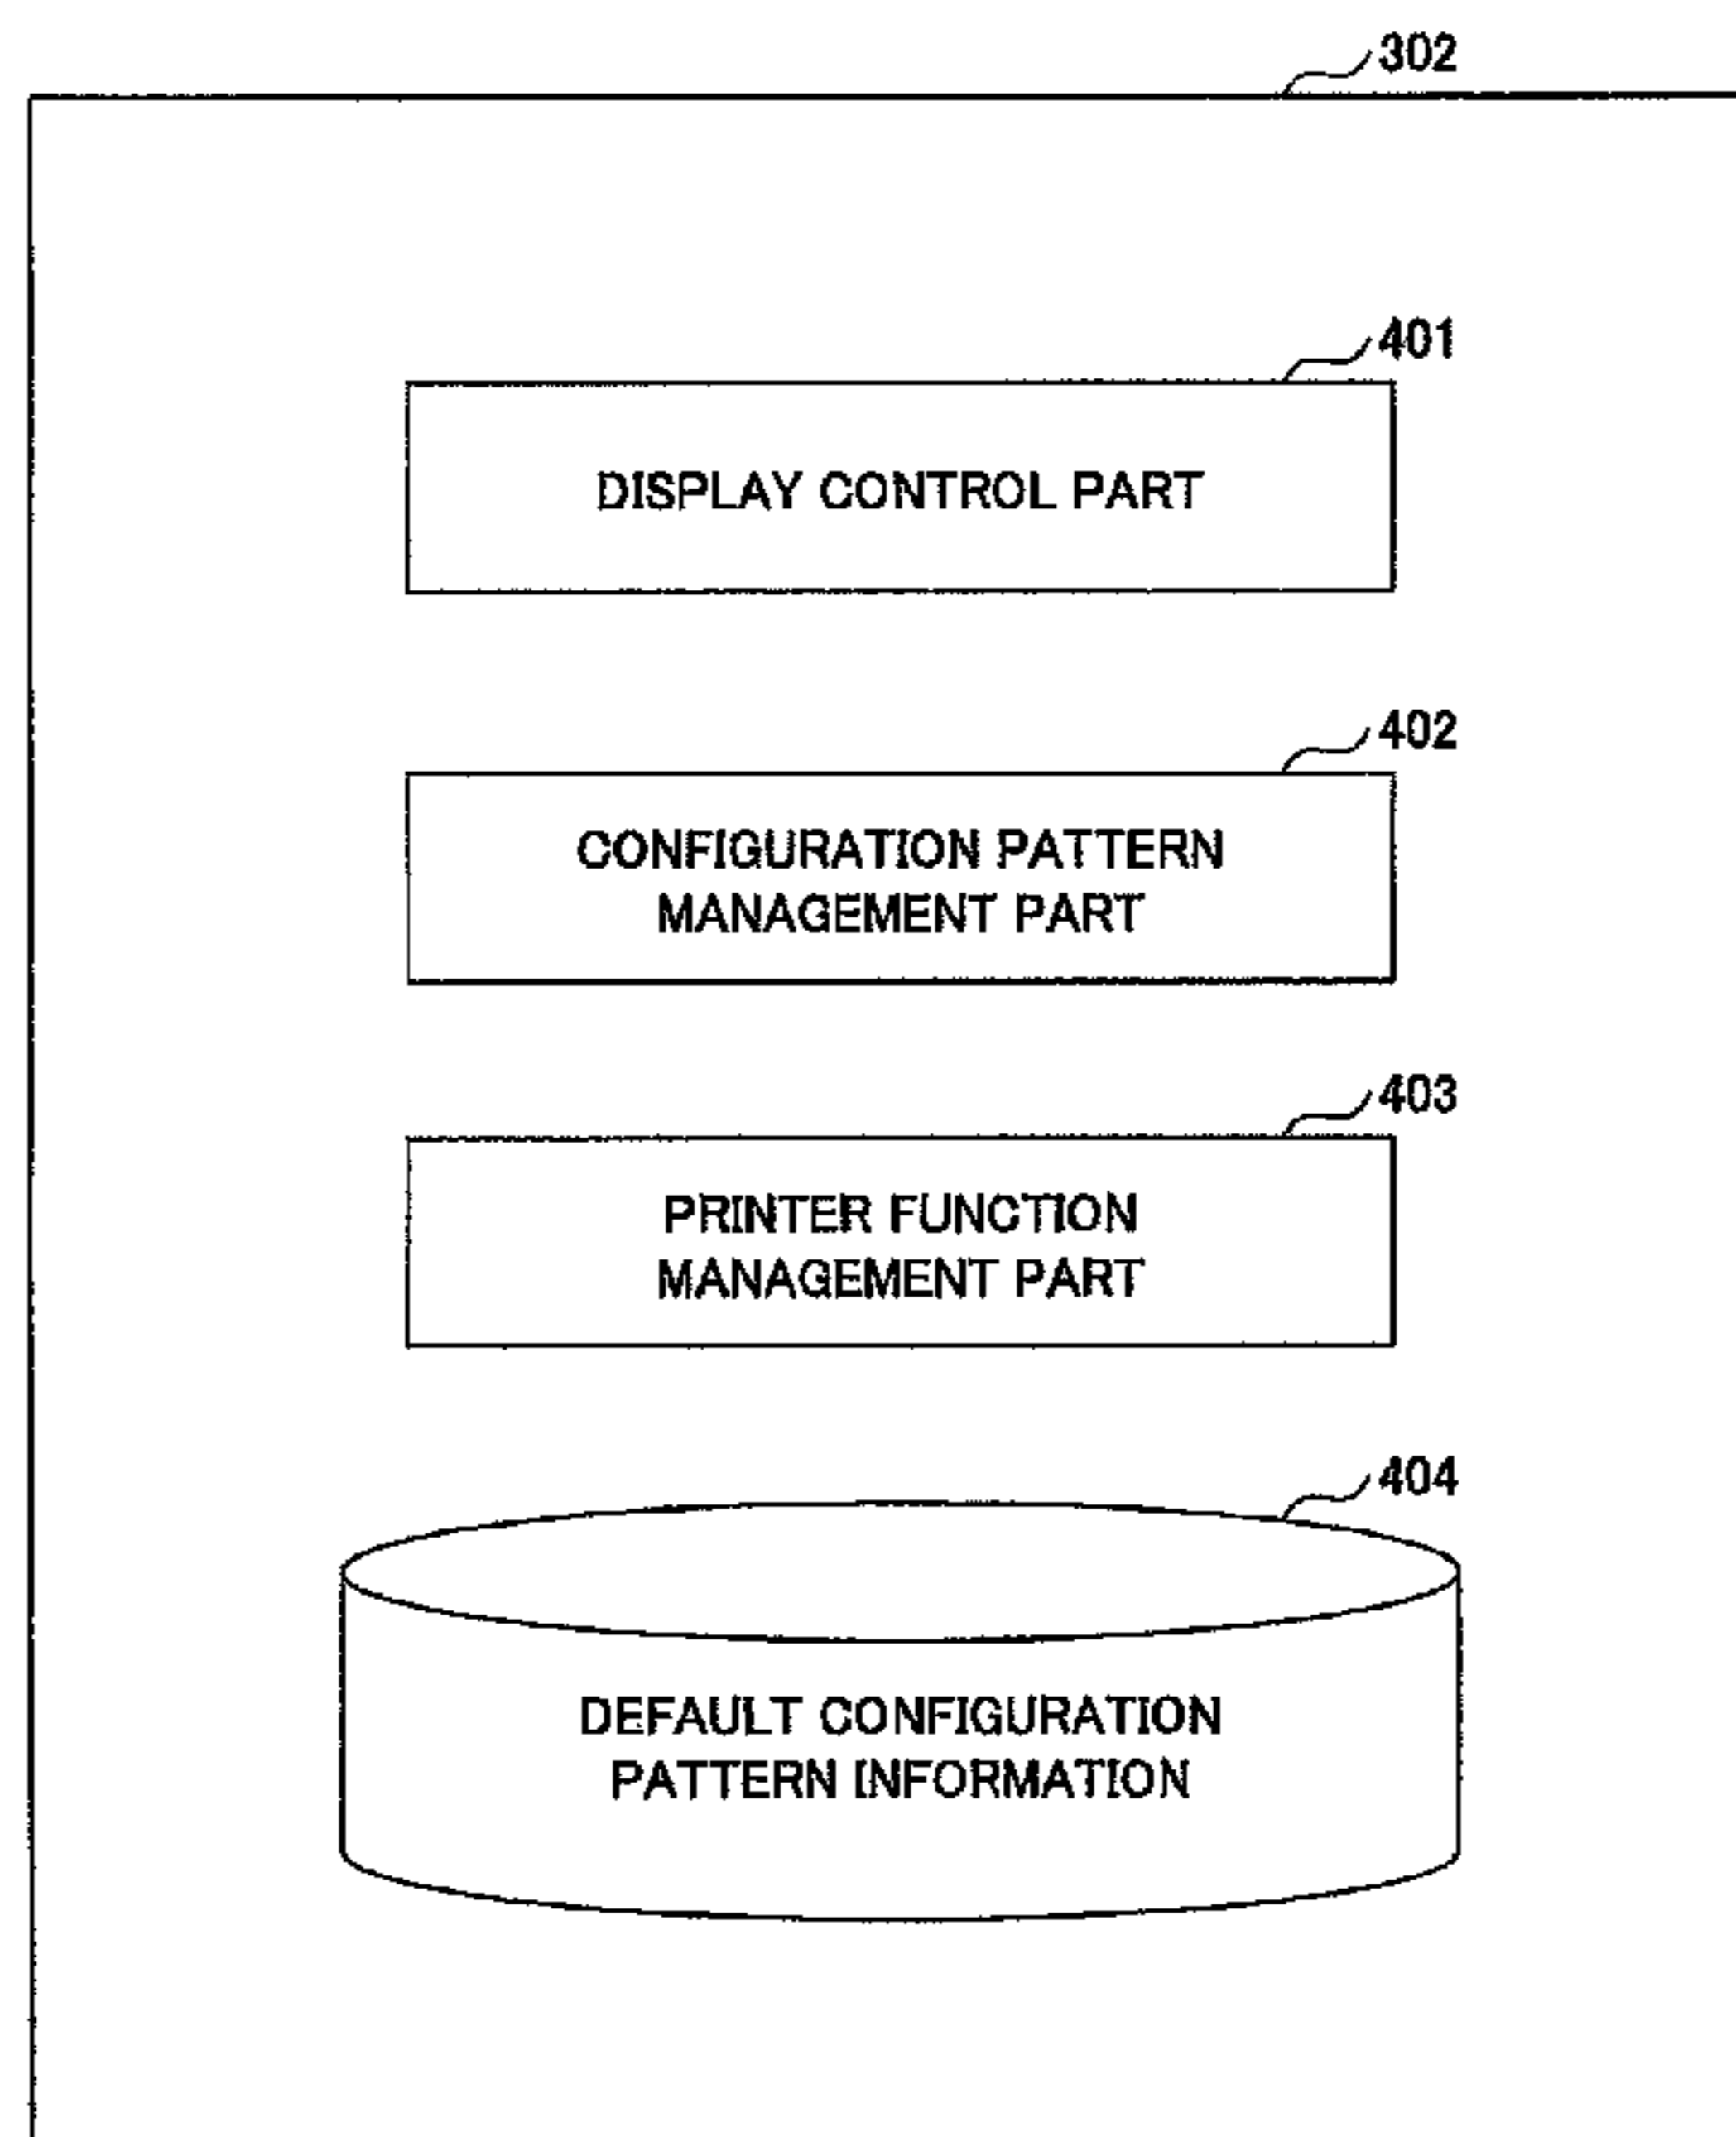 302
401
DISPLAY CONTROL PART
402
CONFIGURATION PATTERN
MANAGEMENT PART
403
PRINTER FUNCTION
MANAGEMENT PART
404
DEFAULT CONFIGURATION
PATTERN INFORMATION